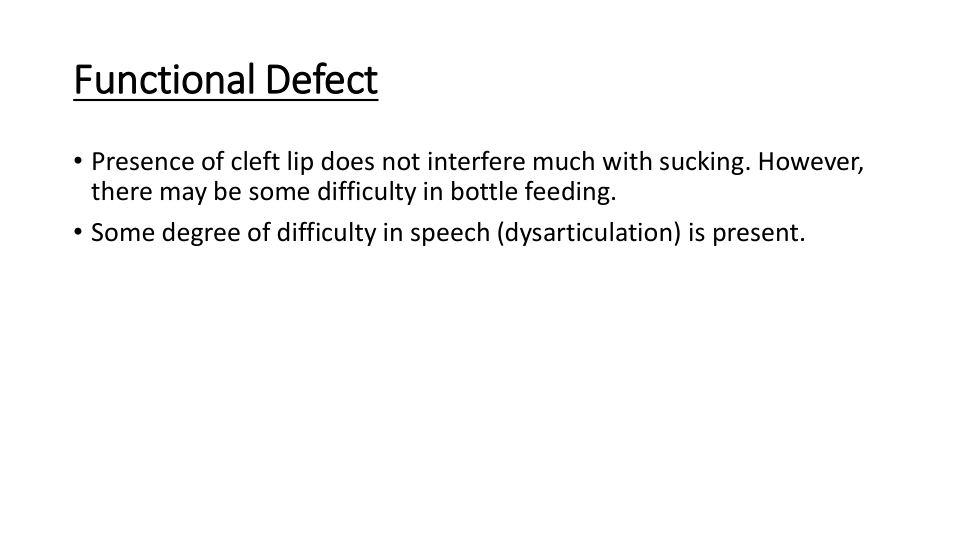 Functional Defect
• Presence of cleft lip does not interfere much with sucking. However,
there may be some difficulty in bottle feeding.
• Some degree of difficulty in speech (dysarticulation) is present.